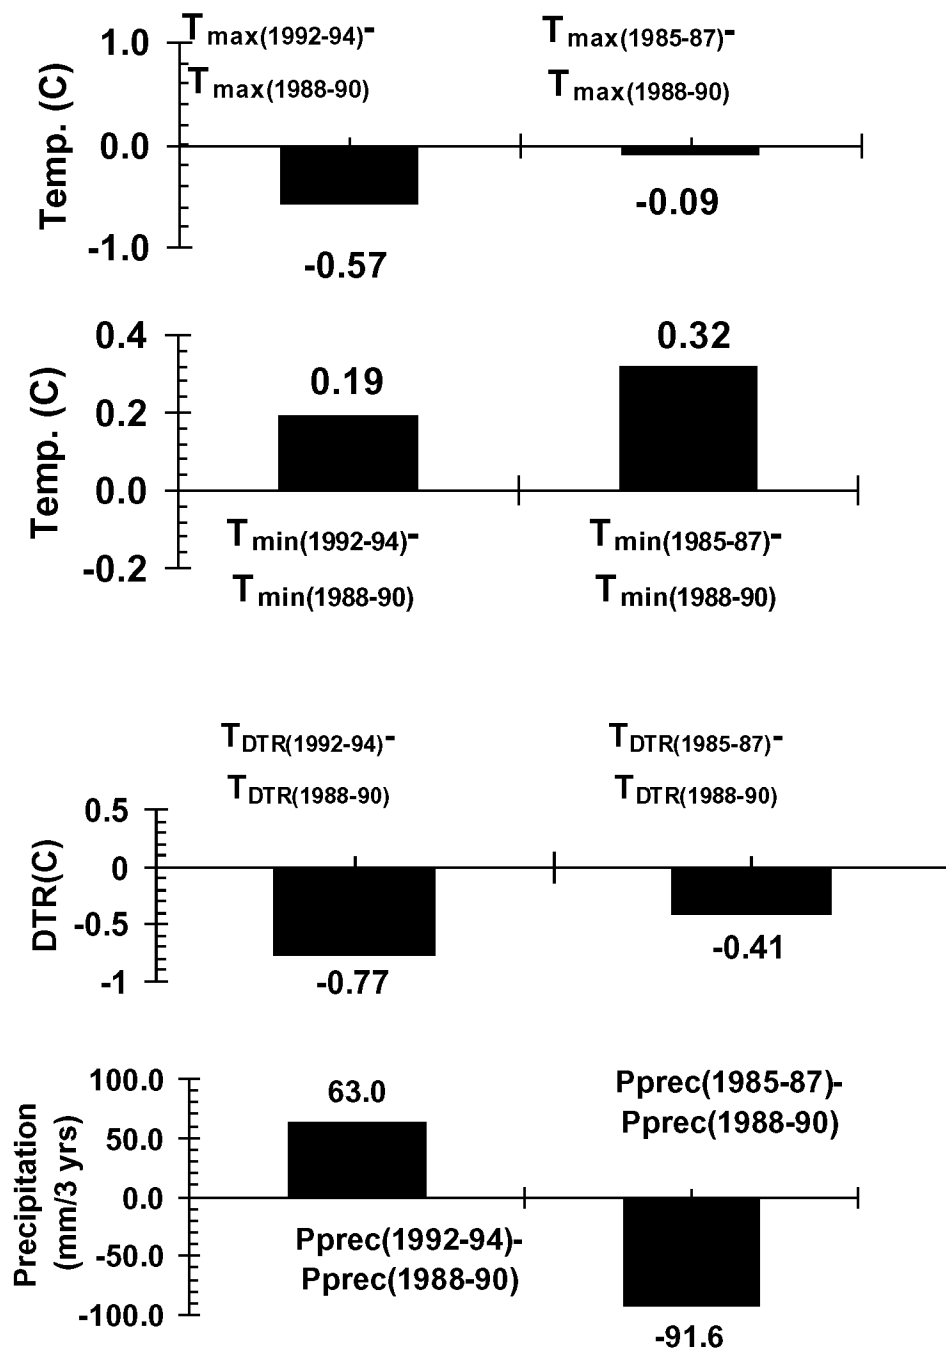 Tmax(1992-94)-
Tmax(1988-90)
Tmax(1985-87)-
Tmax(1988-90)
Temp. (C)
1.0
0.0
-1.0
-0.57
-0.09
Temp. (C)
0.4
0.2
0.0
-0.2
0.19
0.32
Tmin(1992-94)-
Tmin(1988-90)
Tmin(1985-87)-
Tmin(1988-90)
TDTR(1992-94)-
TDTR(1988-90)
TDTR(1985-87)-
TDTR(1988-90)
DTR(C)
0.5
0
-0.5
-1
-0.77
-0.41
Precipitation
(mm/3 yrs)
100.0
50.0
0.0
-50.0
-100.0
63.0
Pprec(1985-87)-
Pprec(1988-90)
Pprec(1992-94)-
Pprec(1988-90)
-91.6